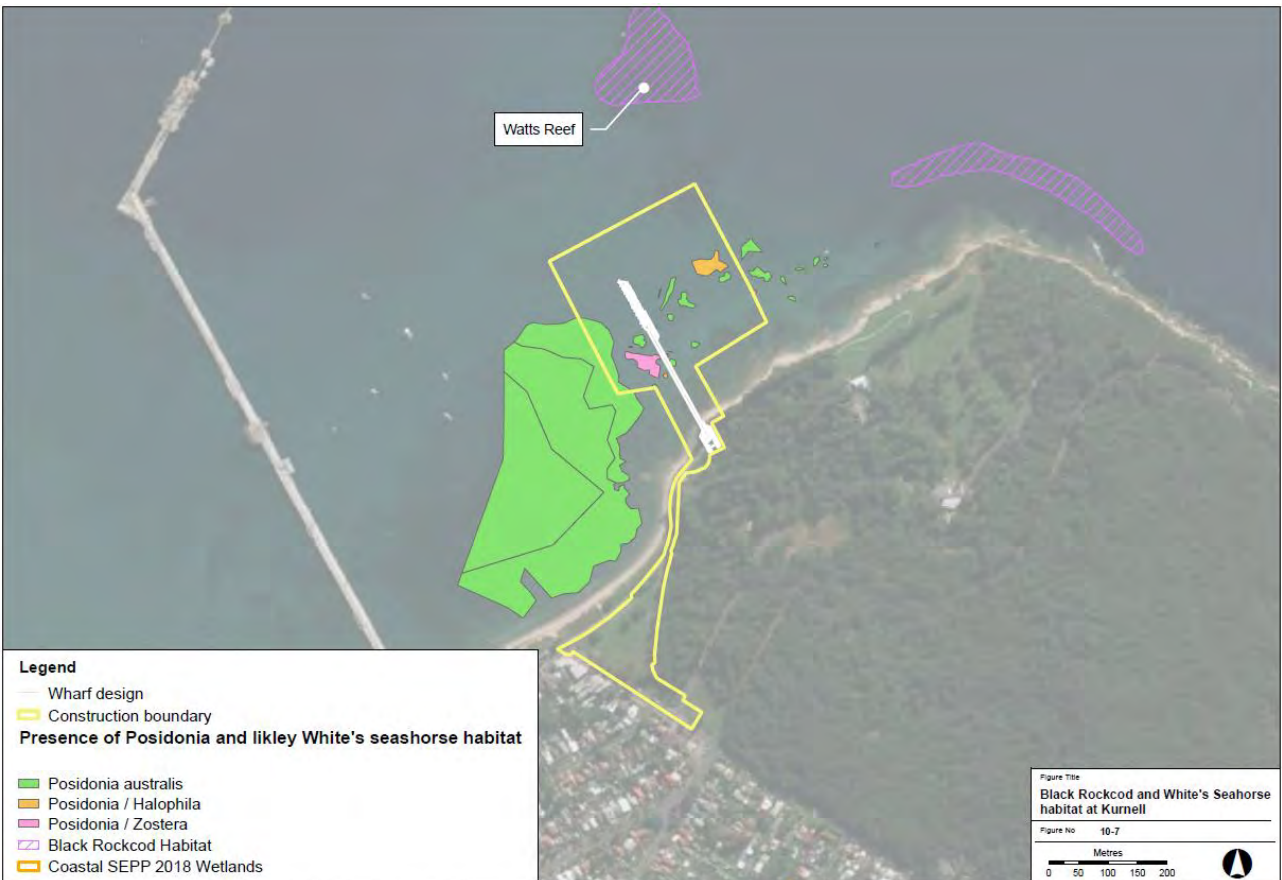 Watts Reef
Legend
Wharf design
Construction boundary
Presence of Posidonia and likley White's seashorse habitat
Posidonia australis
Posidonia / Halophila
Posidonia / Zostera
Black Rockcod Habitat
Coastal SEPP 2018 Wetlands
Figure Title
Black Rockcod and White's Seahorse
habitat at Kurnell
Figure No 10-7
Metres
0 50 100 150 200